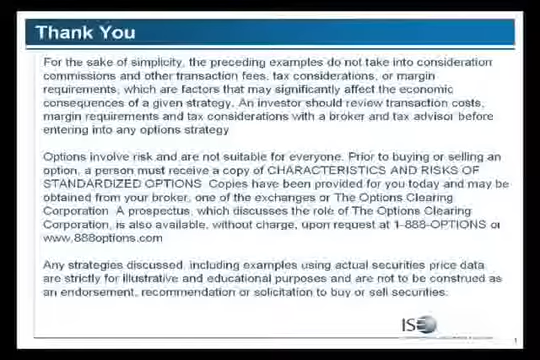 Thank You
For the sake of simplicity, the preceding examples do not take into consideration
commissions and other transaction fees, tax considerations, or margin
requirements, which are factors that may significantly affect the economic
consequences of a given strategy. An investor should review transaction costs,
margin requirements and tax considerations with a broker and tax advisor before
entering into any options strategy
Options involve risk and are not suitable for everyone. Prior to buying or selling an
option, a person must receive a copy of CHARACTERISTICS AND RISKS OF
STANDARDIZED OPTIONS. Copies have been provided for you today and may be
obtained from your broker, one of the exchanges or The Options Clearing
Corporation. A prospectus, which discusses the role of The Options Clearing
Corporation, is also available, without charge, upon request at 1-888-OPTIONS or
www.888options.com
Any strategies discussed, including examples using actual securities price data,
are strictly for illustrative and educational purposes and are not to be construed as
an endorsement, recommendation or solicitation to buy or sell securities.
ISE
1